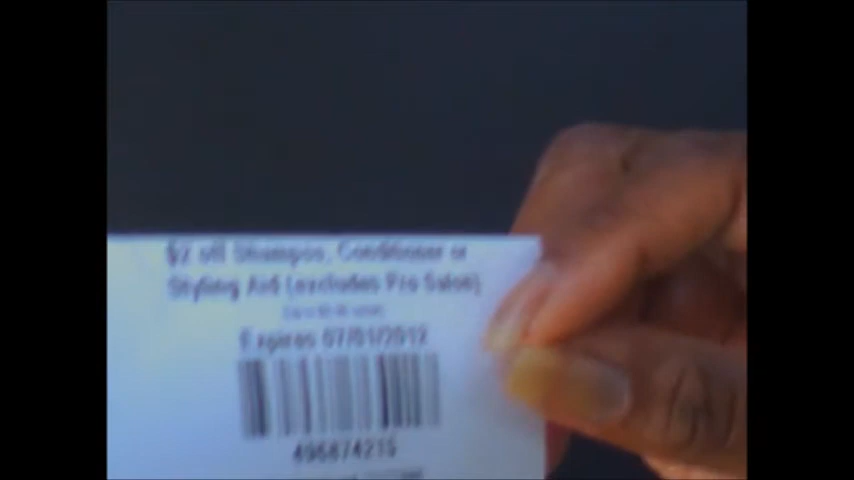 $2 off Shampoo, Conditioner or
Styling Aid (excludes Pro Salon)
Expires 07/01/2012
496874215